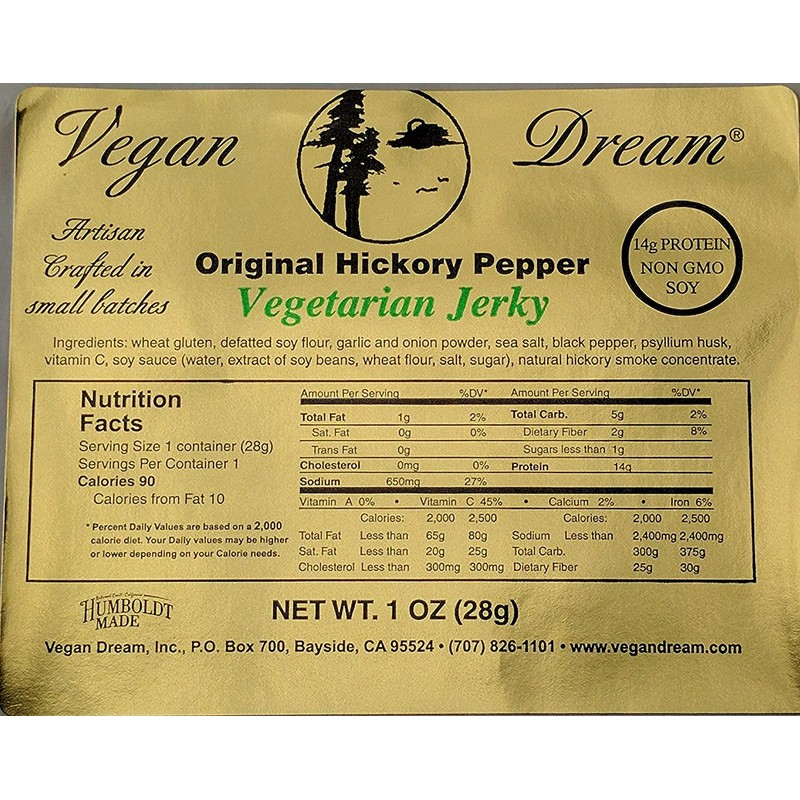 Vegan Dream®
Artisan
Crafted in
small batches
Original Hickory Pepper
Vegetarian Jerky
14g PROTEIN
NON GMO
SOY
Ingredients: wheat gluten, defatted soy flour, garlic and onion powder, sea salt, black pepper, psyllium husk,
vitamin C, soy sauce (water, extract of soy beans, wheat flour, salt, sugar), natural hickory smoke concentrate.
Nutrition
Facts
Serving Size 1 container (28g)
Servings Per Container 1
Calories 90
Calories from Fat 10
* Percent Daily Values are based on a 2,000
calorie diet. Your Daily values may be higher
or lower depending on your Calorie needs.
Amount Per Serving %DV* Amount Per Serving %DV*
Total Fat 1g 2% Total Carb. 5g 2%
Sat. Fat 0g 0% Dietary Fiber 2g 8%
Trans Fat 0g Sugars less than 1g
Cholesterol 0mg 0% Protein 14g
Sodium 650mg 27%
Vitamin A 0% • Vitamin C 45% • Calcium 2% • Iron 6%
Calories: 2,000 2,500 Calories: 2,000 2,500
Total Fat Less than 65g 80g Sodium Less than 2,400mg 2,400mg
Sat. Fat Less than 20g 25g Total Carb. 300g 375g
Cholesterol Less than 300mg 300mg Dietary Fiber 25g 30g
HUMBOLDT
MADE
NET WT. 1 OZ (28g)
Vegan Dream, Inc., P.O. Box 700, Bayside, CA 95524 • (707) 826-1101 • www.vegandream.com